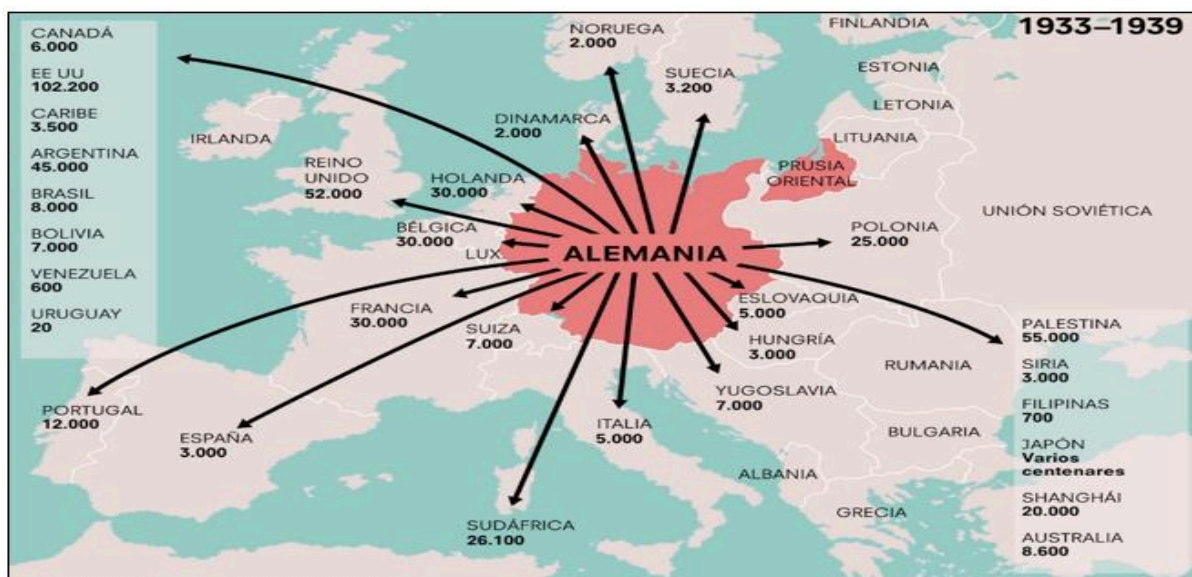 1933–1939
CANADÁ
6.000
EE UU
102.200
CARIBE
3.500
ARGENTINA
45.000
BRASIL
8.000
BOLIVIA
7.000
VENEZUELA
600
URUGUAY
20
NORUEGA
2.000
SUECIA
3.200
FINLANDIA
ESTONIA
LETONIA
LITUANIA
DINAMARCA
2.000
IRLANDA
REINO
UNIDO
52.000
HOLANDA
30.000
PRUSIA
ORIENTAL
UNIÓN SOVIÉTICA
BÉLGICA
30.000
LUX.
ALEMANIA
POLONIA
25.000
FRANCIA
30.000
SUIZA
7.000
ESLOVAQUIA
5.000
HUNGRÍA
3.000
RUMANIA
YUGOSLAVIA
7.000
PORTUGAL
12.000
ESPAÑA
3.000
ITALIA
5.000
BULGARIA
ALBANIA
GRECIA
SUDÁFRICA
26.100
PALESTINA
55.000
SIRIA
3.000
FILIPINAS
700
JAPÓN
Varios
centenares
SHANGHÁI
20.000
AUSTRALIA
8.600